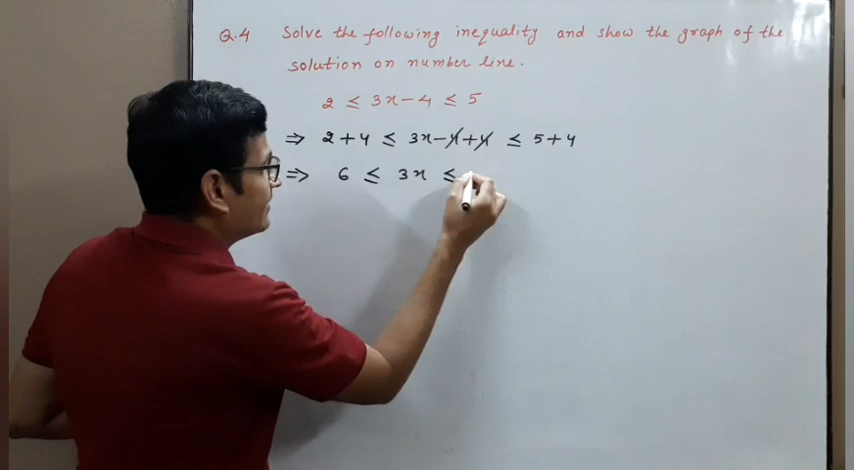 Q.4 Solve the following inequality and show the graph of the
solution on number line.
2 ≤ 3x-4 ≤ 5
⇒ 2+4 ≤ 3x-4+4 ≤ 5+4
⇒ 6 ≤ 3x ≤